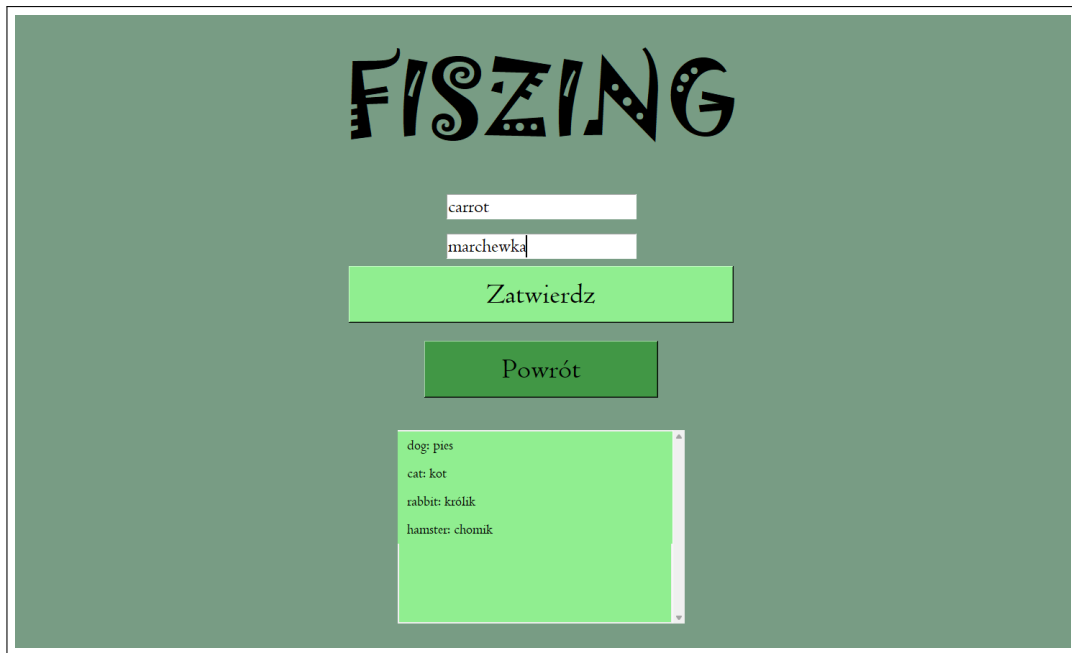 FISZING
carrot
marchewka
Zatwierdz
Powrót
dog: pies
cat: kot
rabbit: królik
hamster: chomik